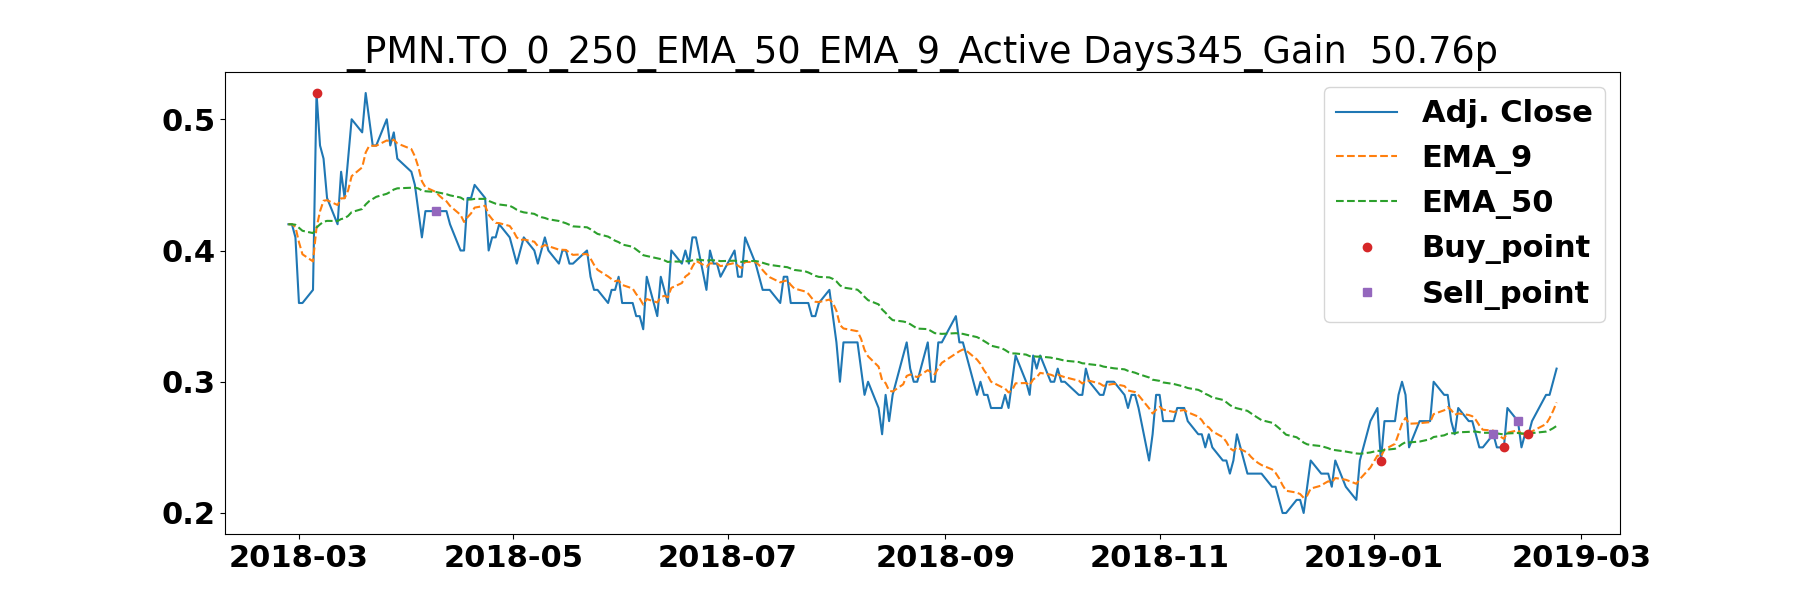 _PMN.TO_0_250_EMA_50_EMA_9_Active Days345_Gain  50.76p
0.5
0.4
0.3
0.2
Adj. Close
EMA_9
EMA_50
Buy_point
Sell_point
2018-03 2018-05 2018-07 2018-09 2018-11 2019-01 2019-03